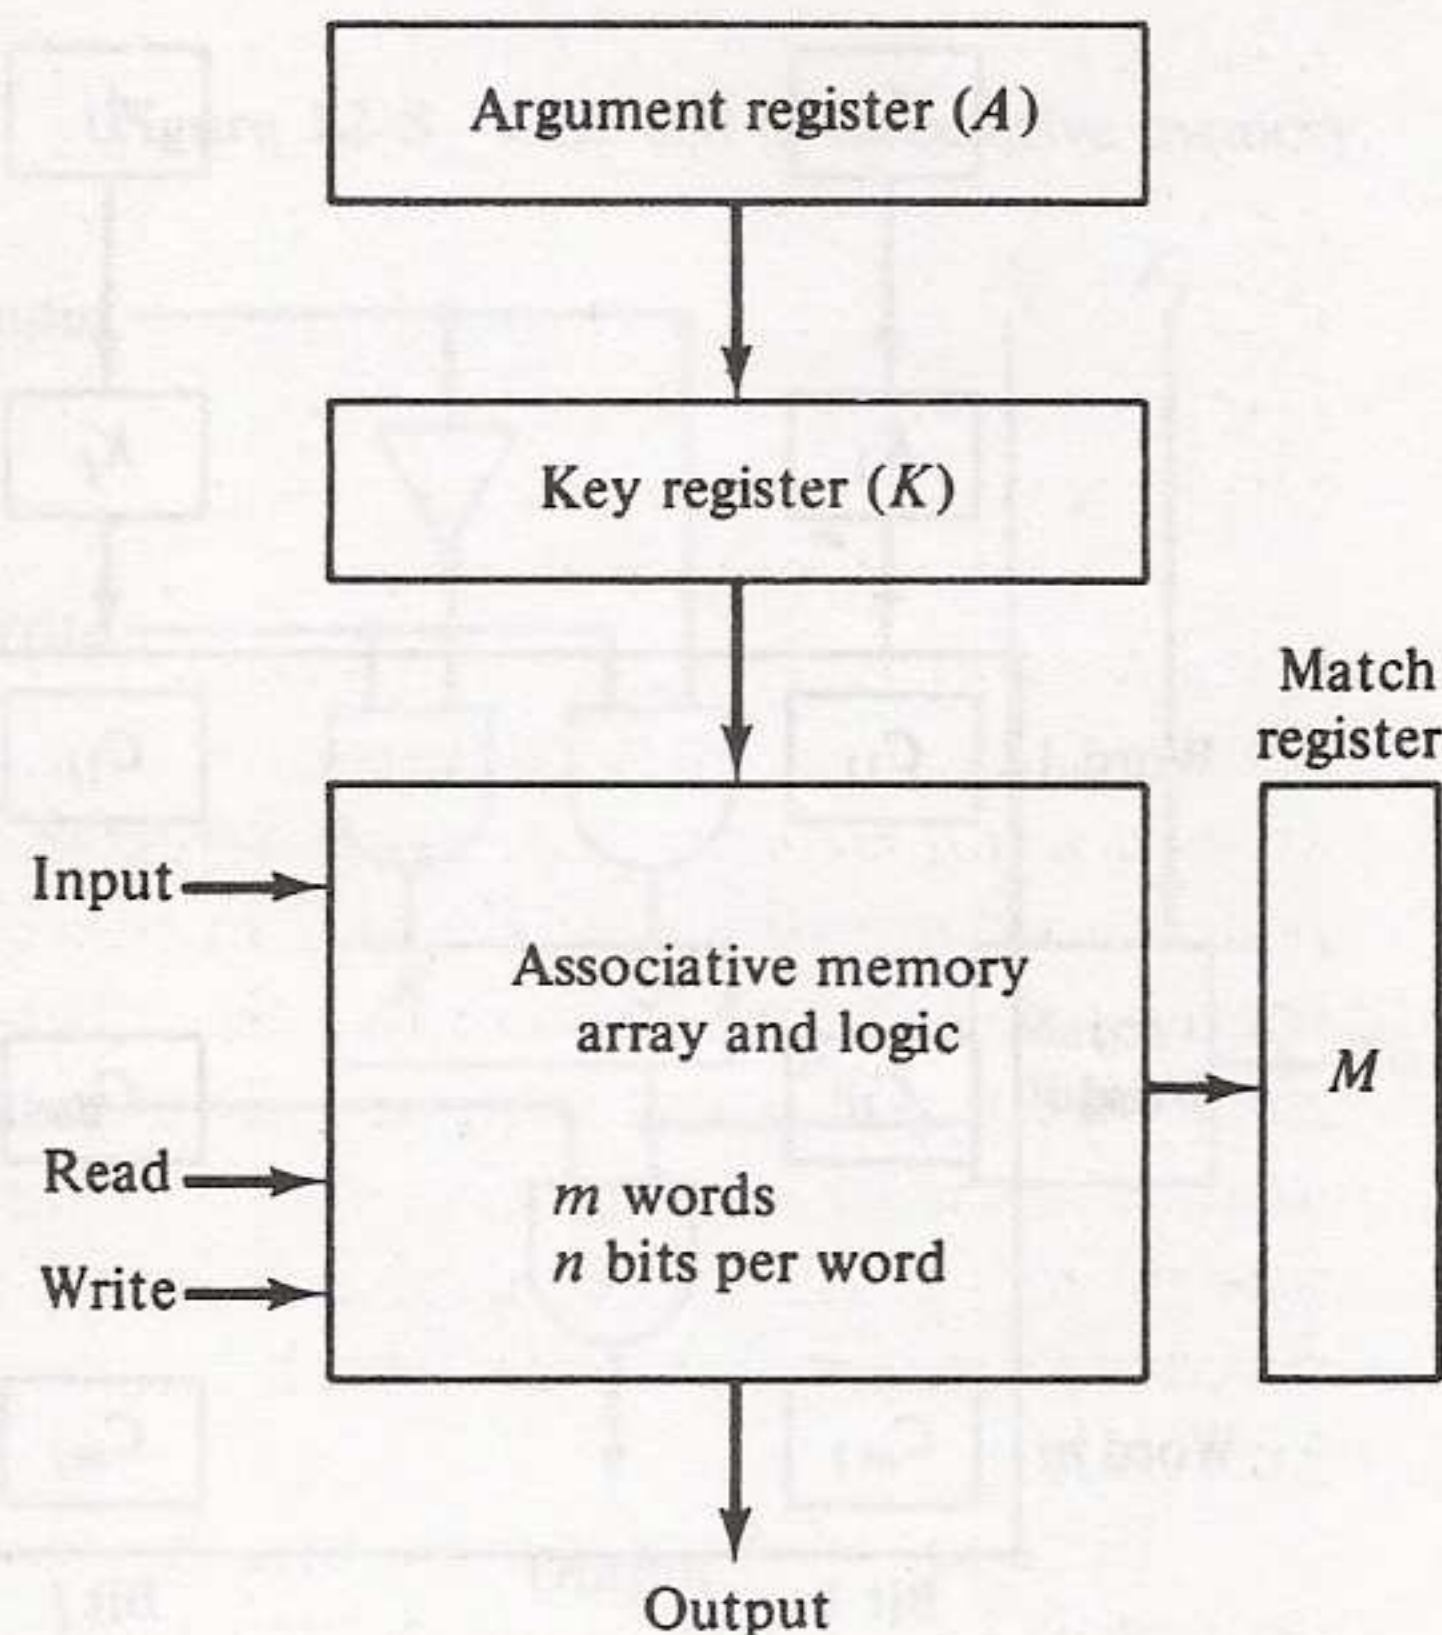 Argument register (A)
Key register (K)
Match
register
Input
Associative memory
array and logic
M
Read
m words
Write
n bits per word
Output